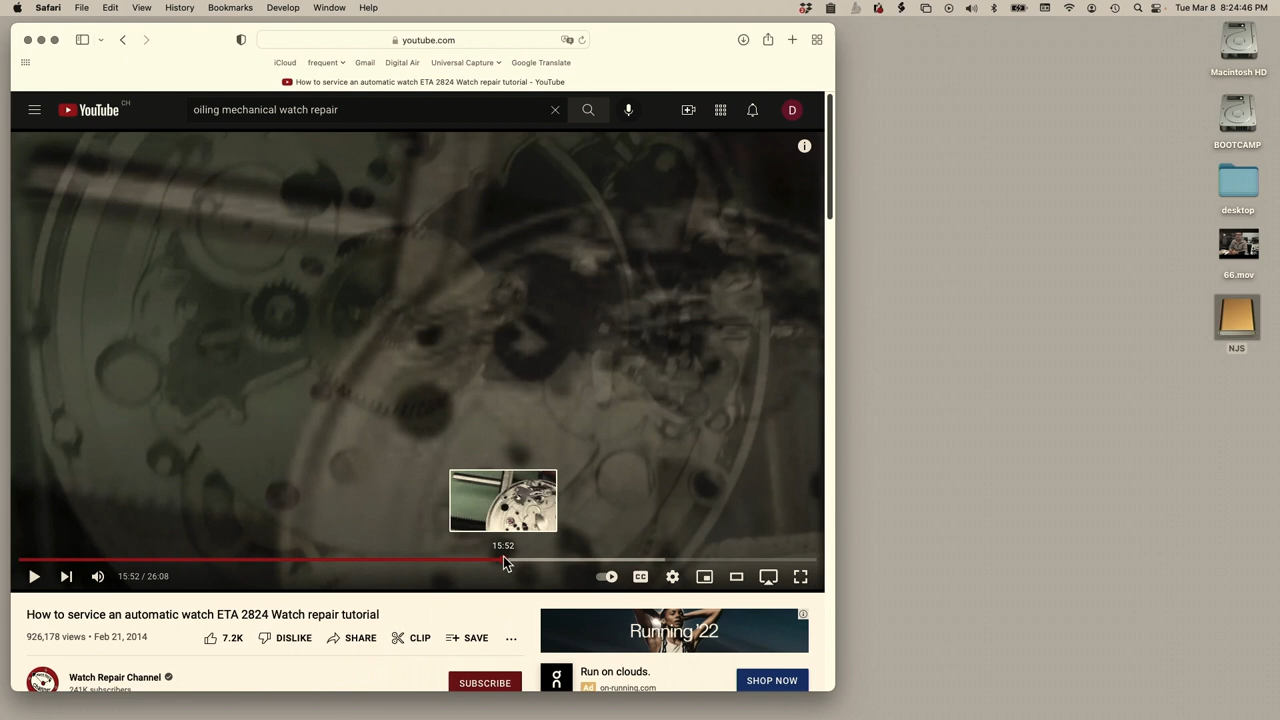 Safari File Edit View History Bookmarks Develop Window Help
Tue Mar 8 8:24:46 PM
youtube.com
iCloud frequent Gmail Digital Air Universal Capture Google Translate
How to service an automatic watch ETA 2824 Watch repair tutorial - YouTube
YouTube CH
oiling mechanical watch repair
D
Macintosh HD
BOOTCAMP
desktop
66.mov
NJS
15:52
15:52 / 26:08
CC
How to service an automatic watch ETA 2824 Watch repair tutorial
926,178 views • Feb 21, 2014
7.2K DISLIKE SHARE CLIP SAVE ...
Running '22
Watch Repair Channel
241K subscribers
SUBSCRIBE
Run on clouds.
Ad on-running.com
SHOP NOW